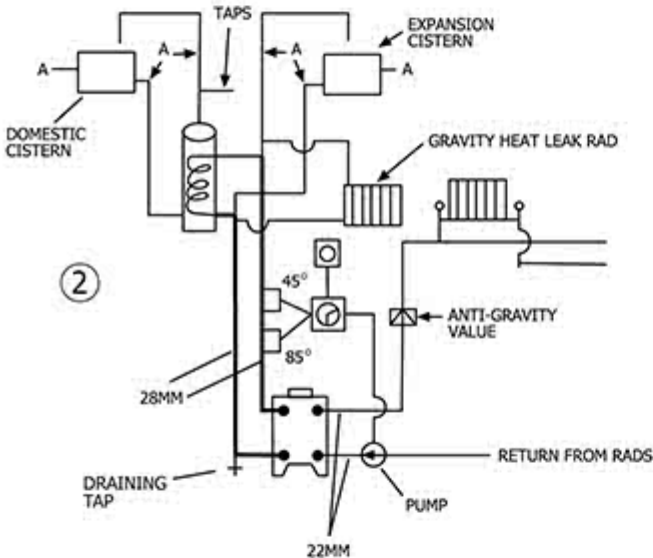 TAPS
A
A
EXPANSION
CISTERN
A
A
DOMESTIC
CISTERN
GRAVITY HEAT LEAK RAD
2
45°
85°
ANTI-GRAVITY
VALUE
28MM
DRAINING
TAP
RETURN FROM RADS
PUMP
22MM